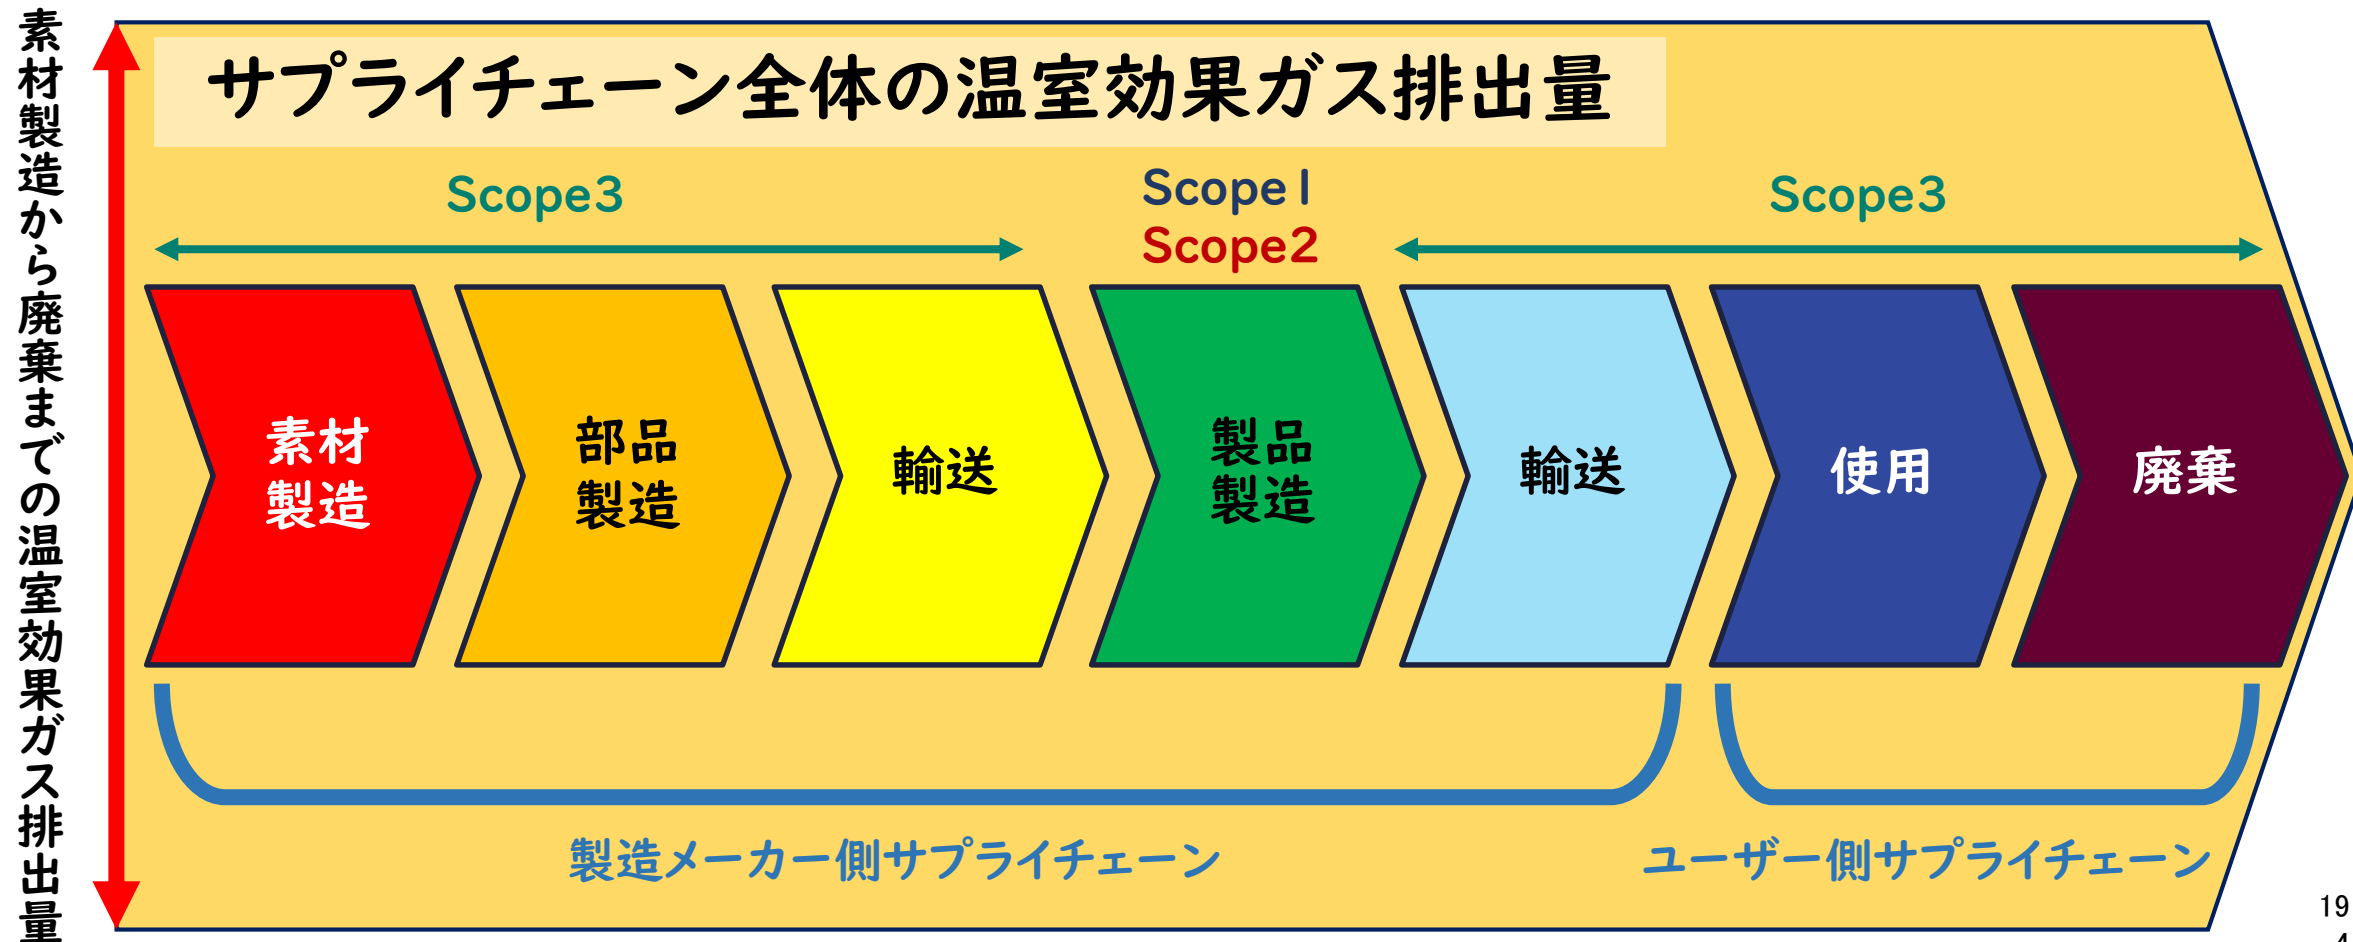 素材製造から廃棄までの温室効果ガス排出量
サプライチェーン全体の温室効果ガス排出量
Scope3
Scope1
Scope2
Scope3
素材
製造
部品
製造
輸送
製品
製造
輸送
使用
廃棄
製造メーカー側サプライチェーン
ユーザー側サプライチェーン
19
4